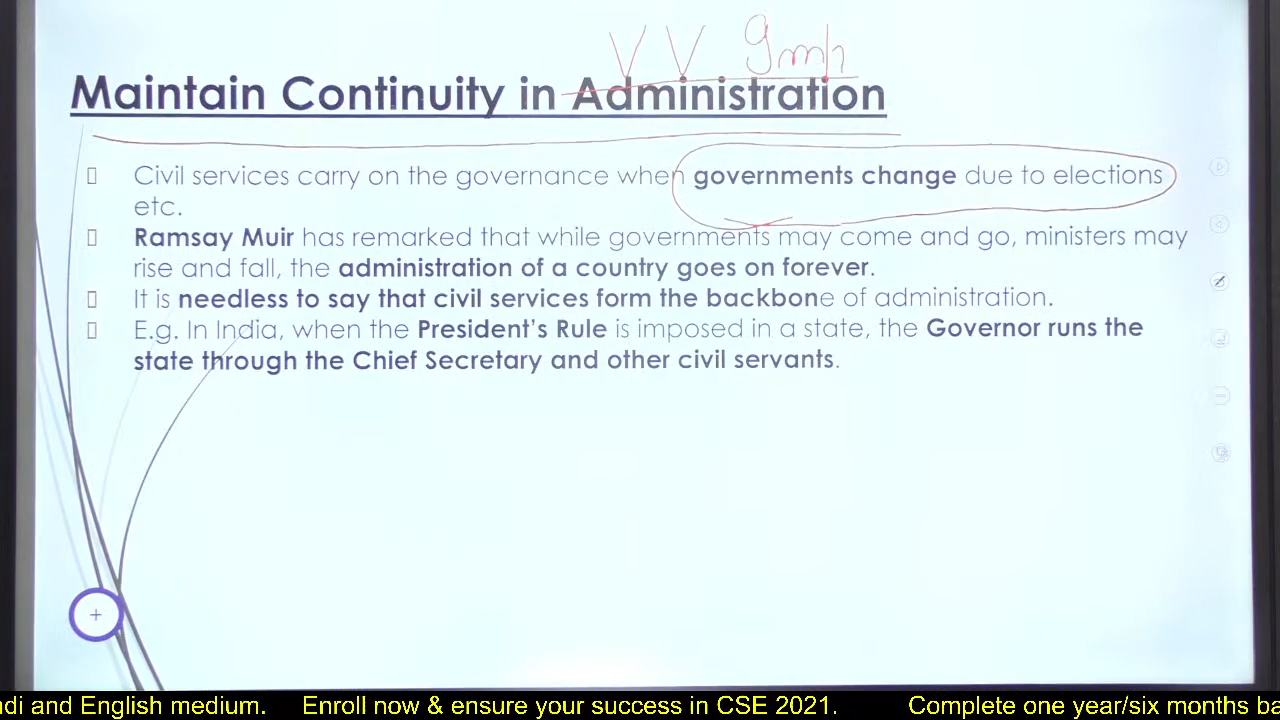 V V Imp
Maintain Continuity in Administration
Civil services carry on the governance when governments change due to elections
etc.
Ramsay Muir has remarked that while governments may come and go, ministers may
rise and fall, the administration of a country goes on forever.
It is needless to say that civil services form the backbone of administration.
E.g. In India, when the President's Rule is imposed in a state, the Governor runs the
state through the Chief Secretary and other civil servants.
+
and English medium. Enroll now & ensure your success in CSE 2021. Complete one year/six months